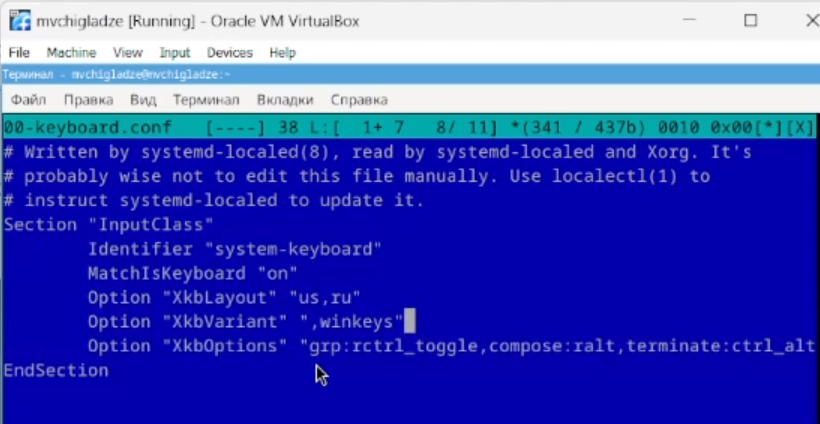 mvchigladze [Running] - Oracle VM VirtualBox
File Machine View Input Devices Help
Терминал - mvchigladze@mvchigladze:~
Файл Правка Вид Терминал Вкладки Справка
00-keyboard.conf [----] 38 L:[ 1+ 7 8/ 11] *(341 / 437b) 0010 0x00[*][X]
# Written by systemd-localed(8), read by systemd-localed and Xorg. It's
# probably wise not to edit this file manually. Use localectl(1) to
# instruct systemd-localed to update it.
Section "InputClass"
Identifier "system-keyboard"
MatchIsKeyboard "on"
Option "XkbLayout" "us,ru"
Option "XkbVariant" ",winkeys"
Option "XkbOptions" "grp:rctrl_toggle,compose:ralt,terminate:ctrl_alt
EndSection